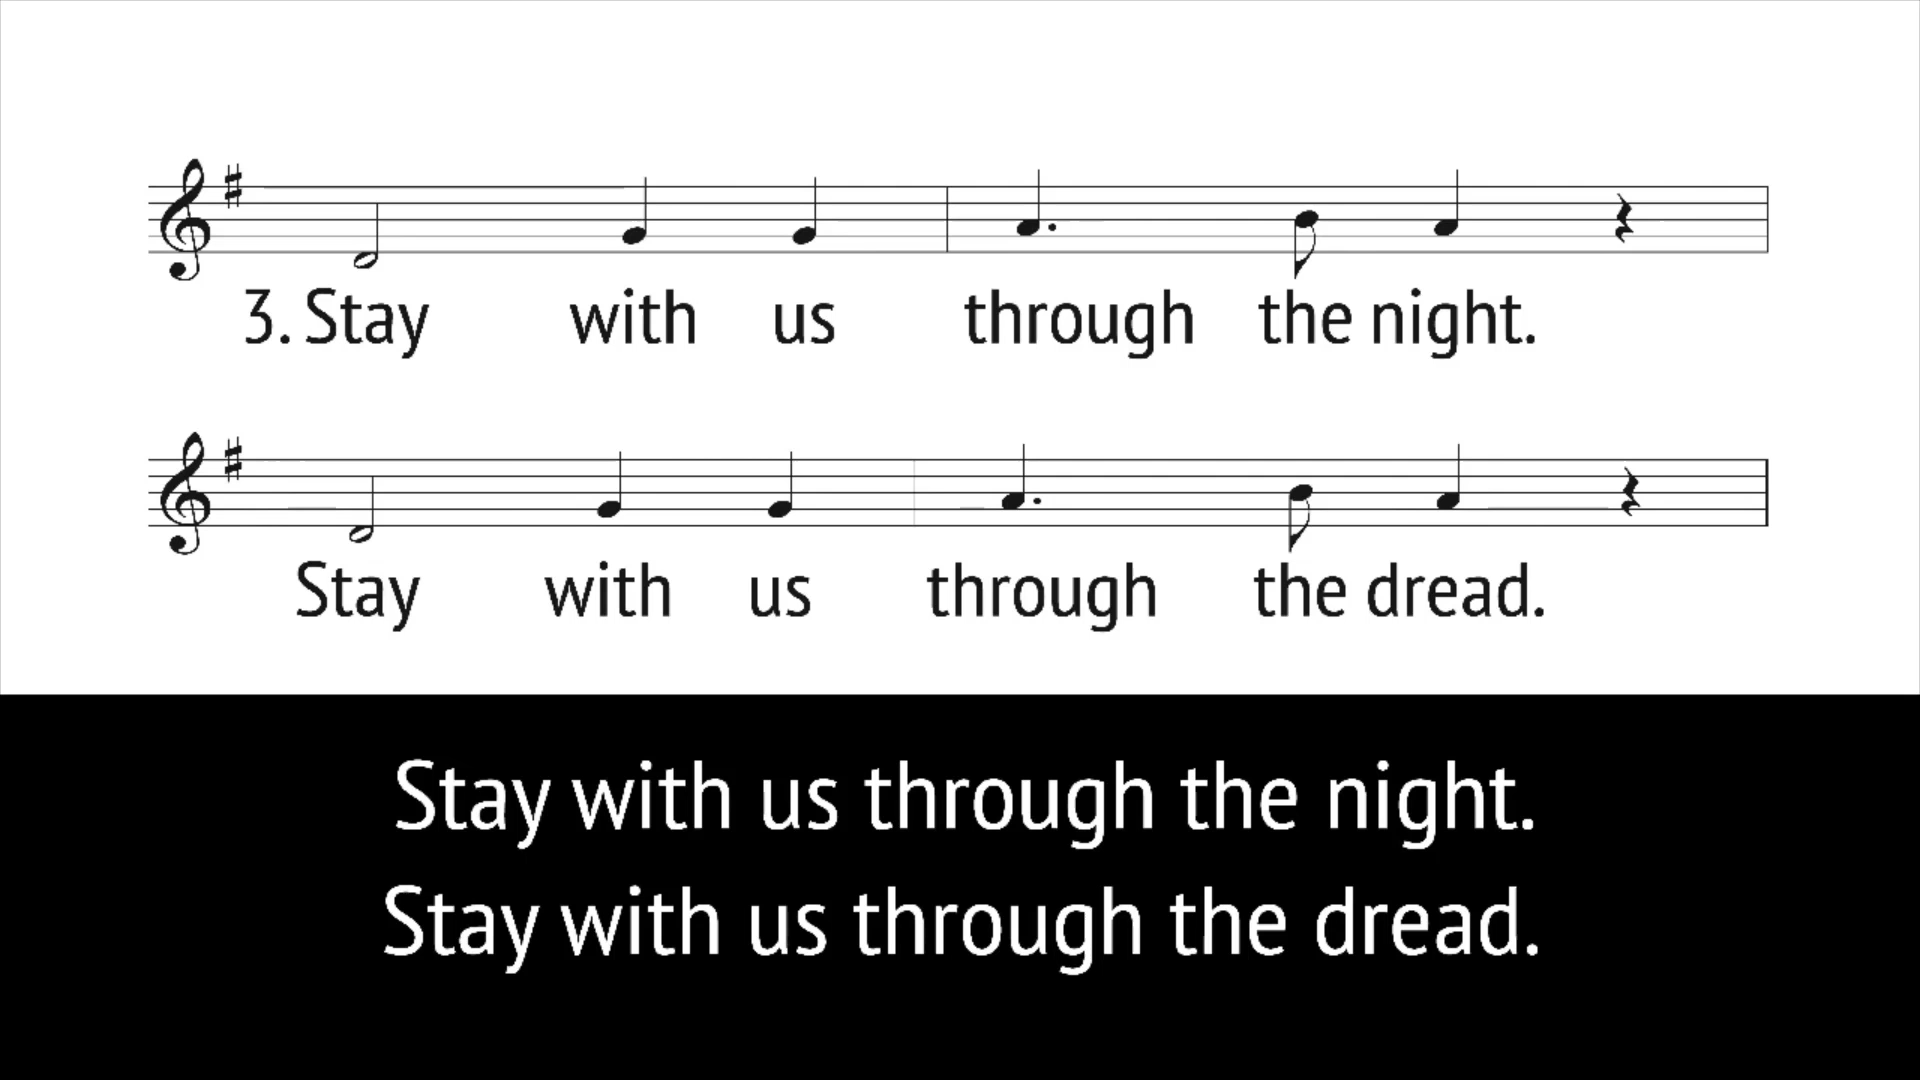 3. Stay with us through the night.
Stay with us through the dread.
Stay with us through the night.
Stay with us through the dread.